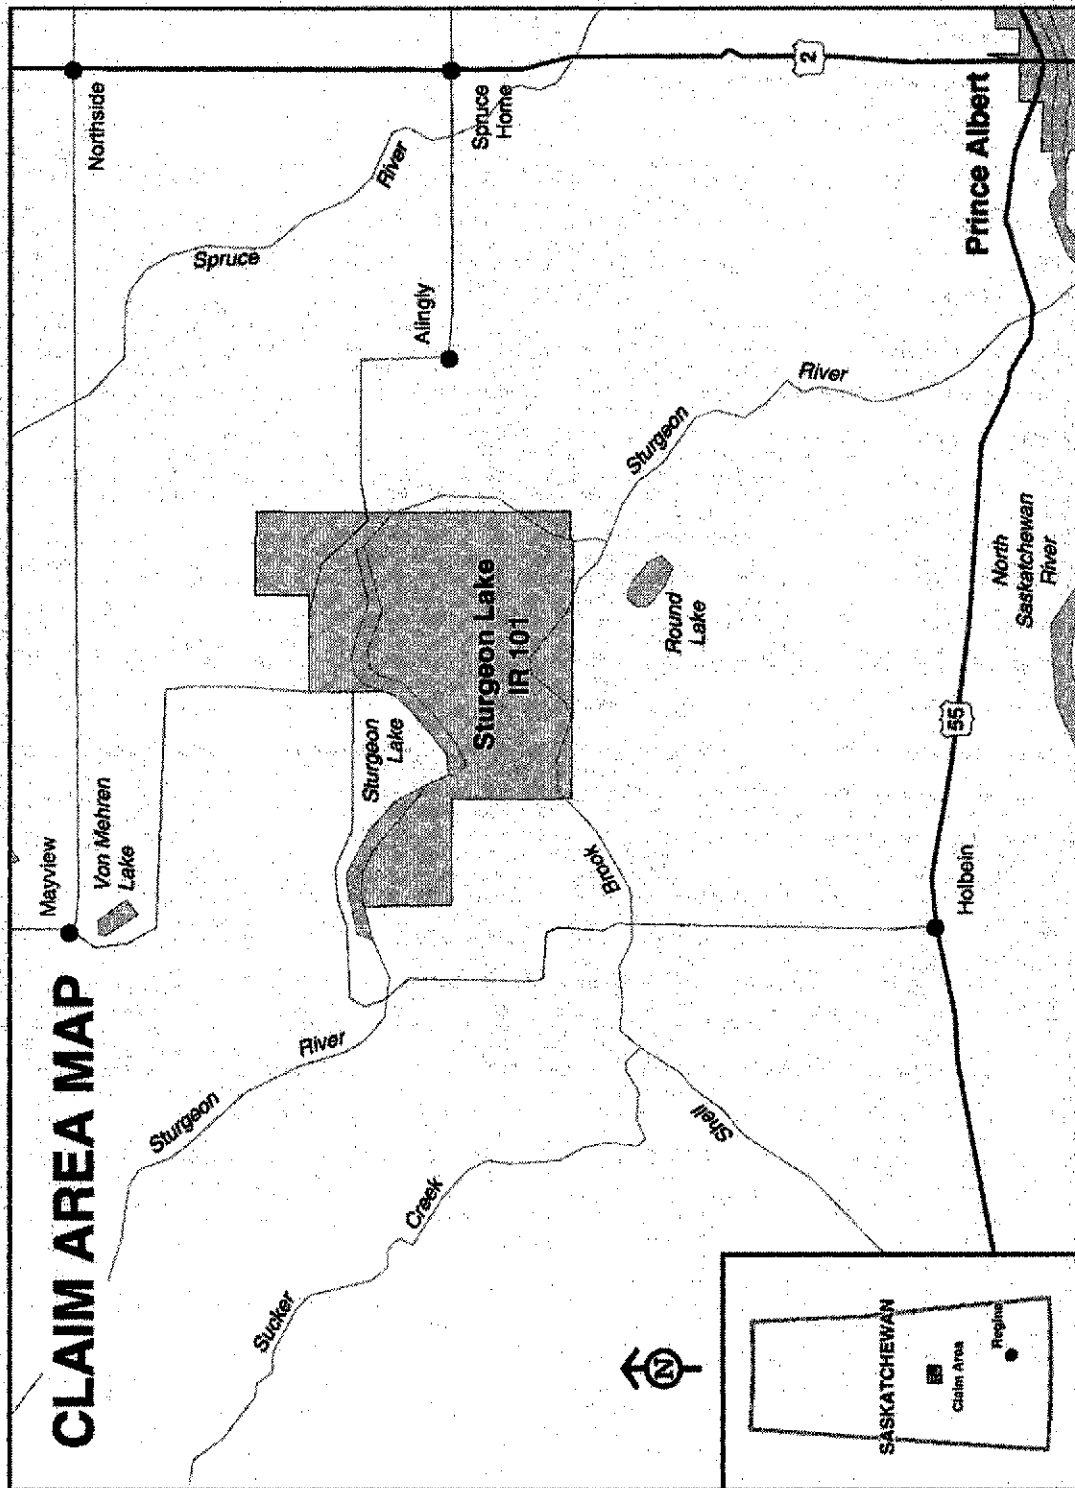 CLAIM AREA MAP
Mayview
Von Mehren
Lake
Northside
Spruce
River
Sturgeon
River
Sturgeon
Lake
Alingly
Spruce
Home
Sucker
Creek
Sturgeon Lake
IR 101
Brook
Shell
Round
Lake
Sturgeon
River
2
N
Holbein
55
North
Saskatchewan
River
Prince Albert
SASKATCHEWAN
Claim Area
Regina